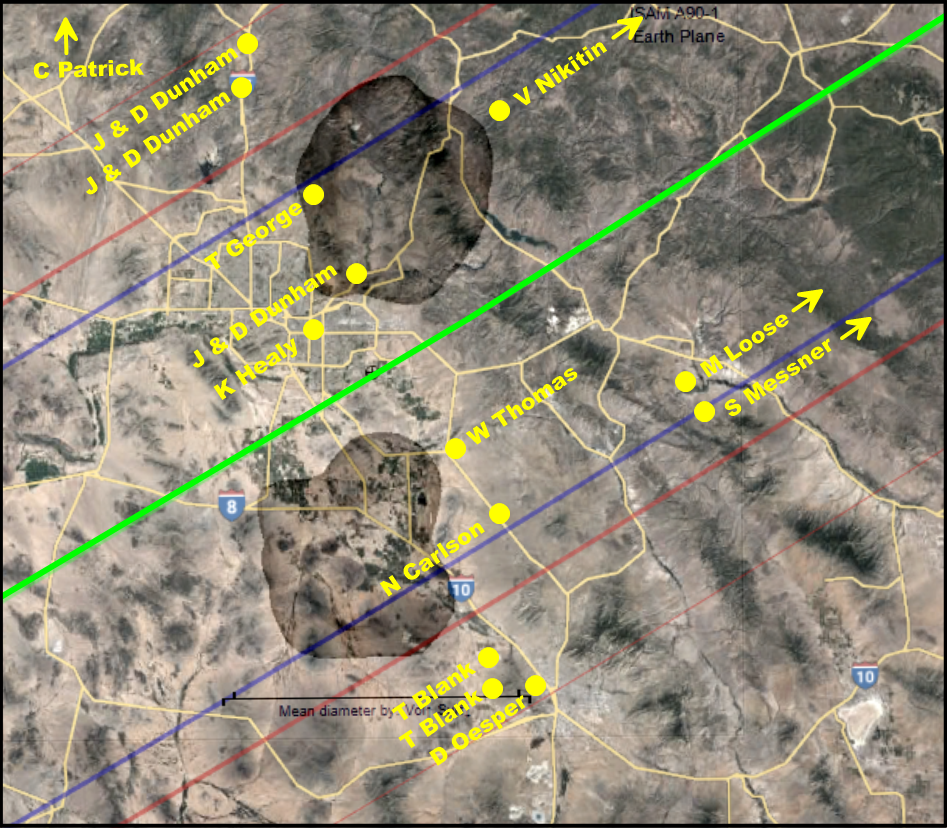 ISAM A90-1
Earth Plane
C Patrick
J & D Dunham
J & D Dunham
V Nikitin
T George
J & D Dunham
K Healy
M Loose
S Messner
W Thomas
8
N Carlson
10
T Blank
T Blank
D Oesper
10
Mean diameter by